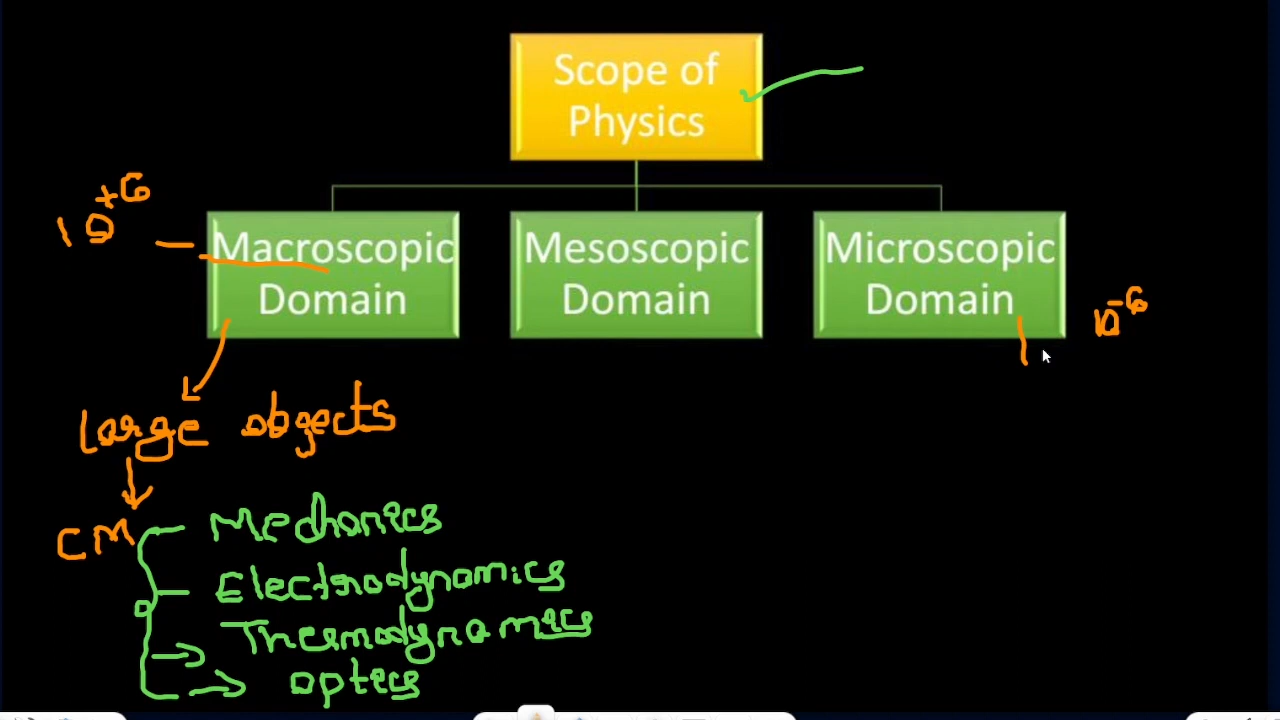 Scope of
Physics
10+6
Macroscopic
Domain
Mesoscopic
Domain
Microscopic
Domain
10-6
large objects
CM
Mechanics
Electrodynamics
Thermodynamics
optics